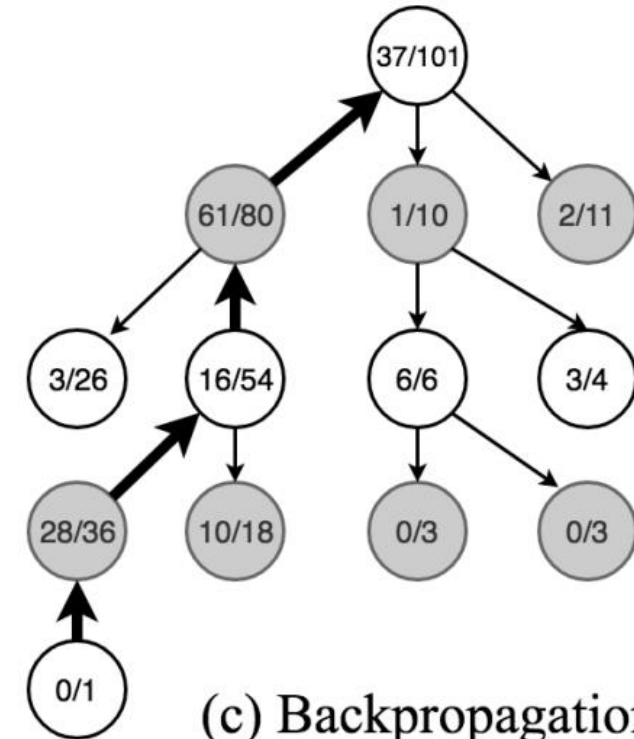 37/101
61/80 1/10 2/11
3/26 16/54 6/6 3/4
28/36 10/18 0/3 0/3
0/1
(c) Backpropagation